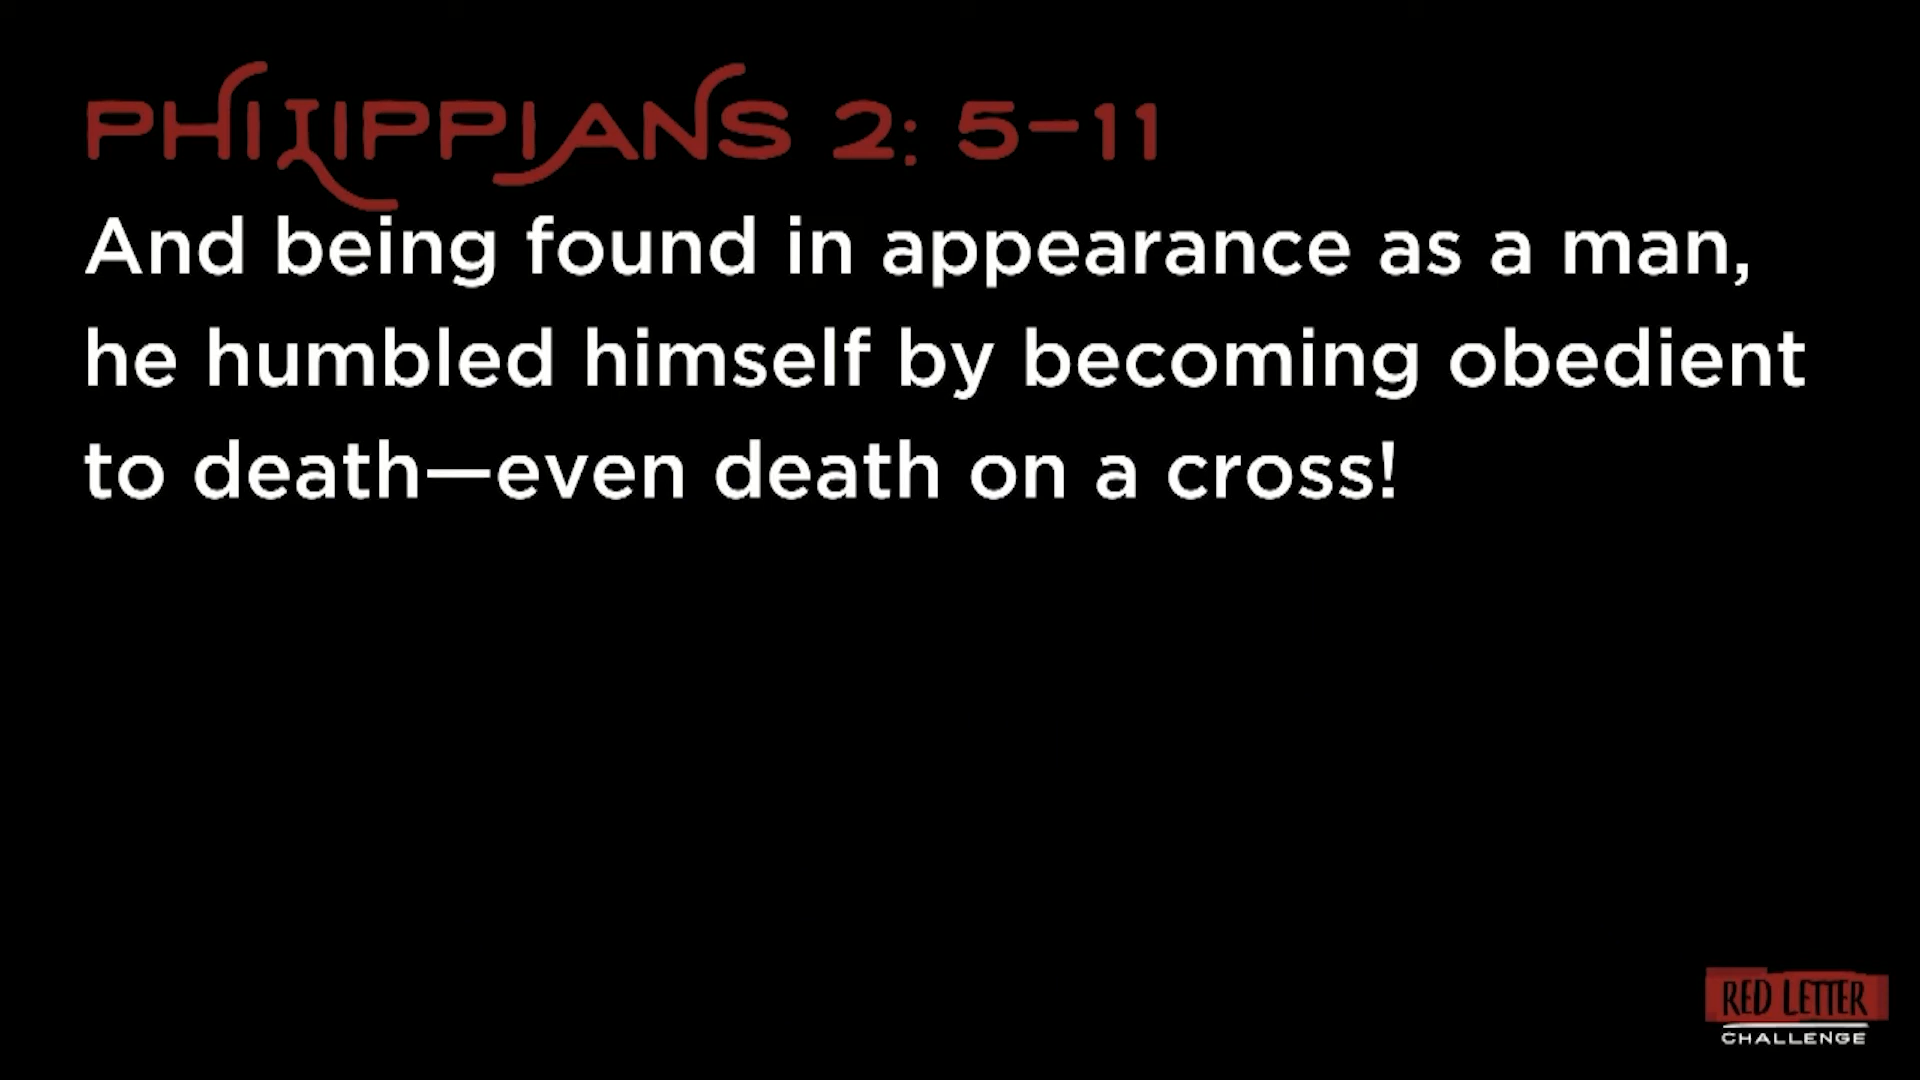 PHILIPPIANS 2: 5-11
And being found in appearance as a man,
he humbled himself by becoming obedient
to death—even death on a cross!
RED LETTER
CHALLENGE